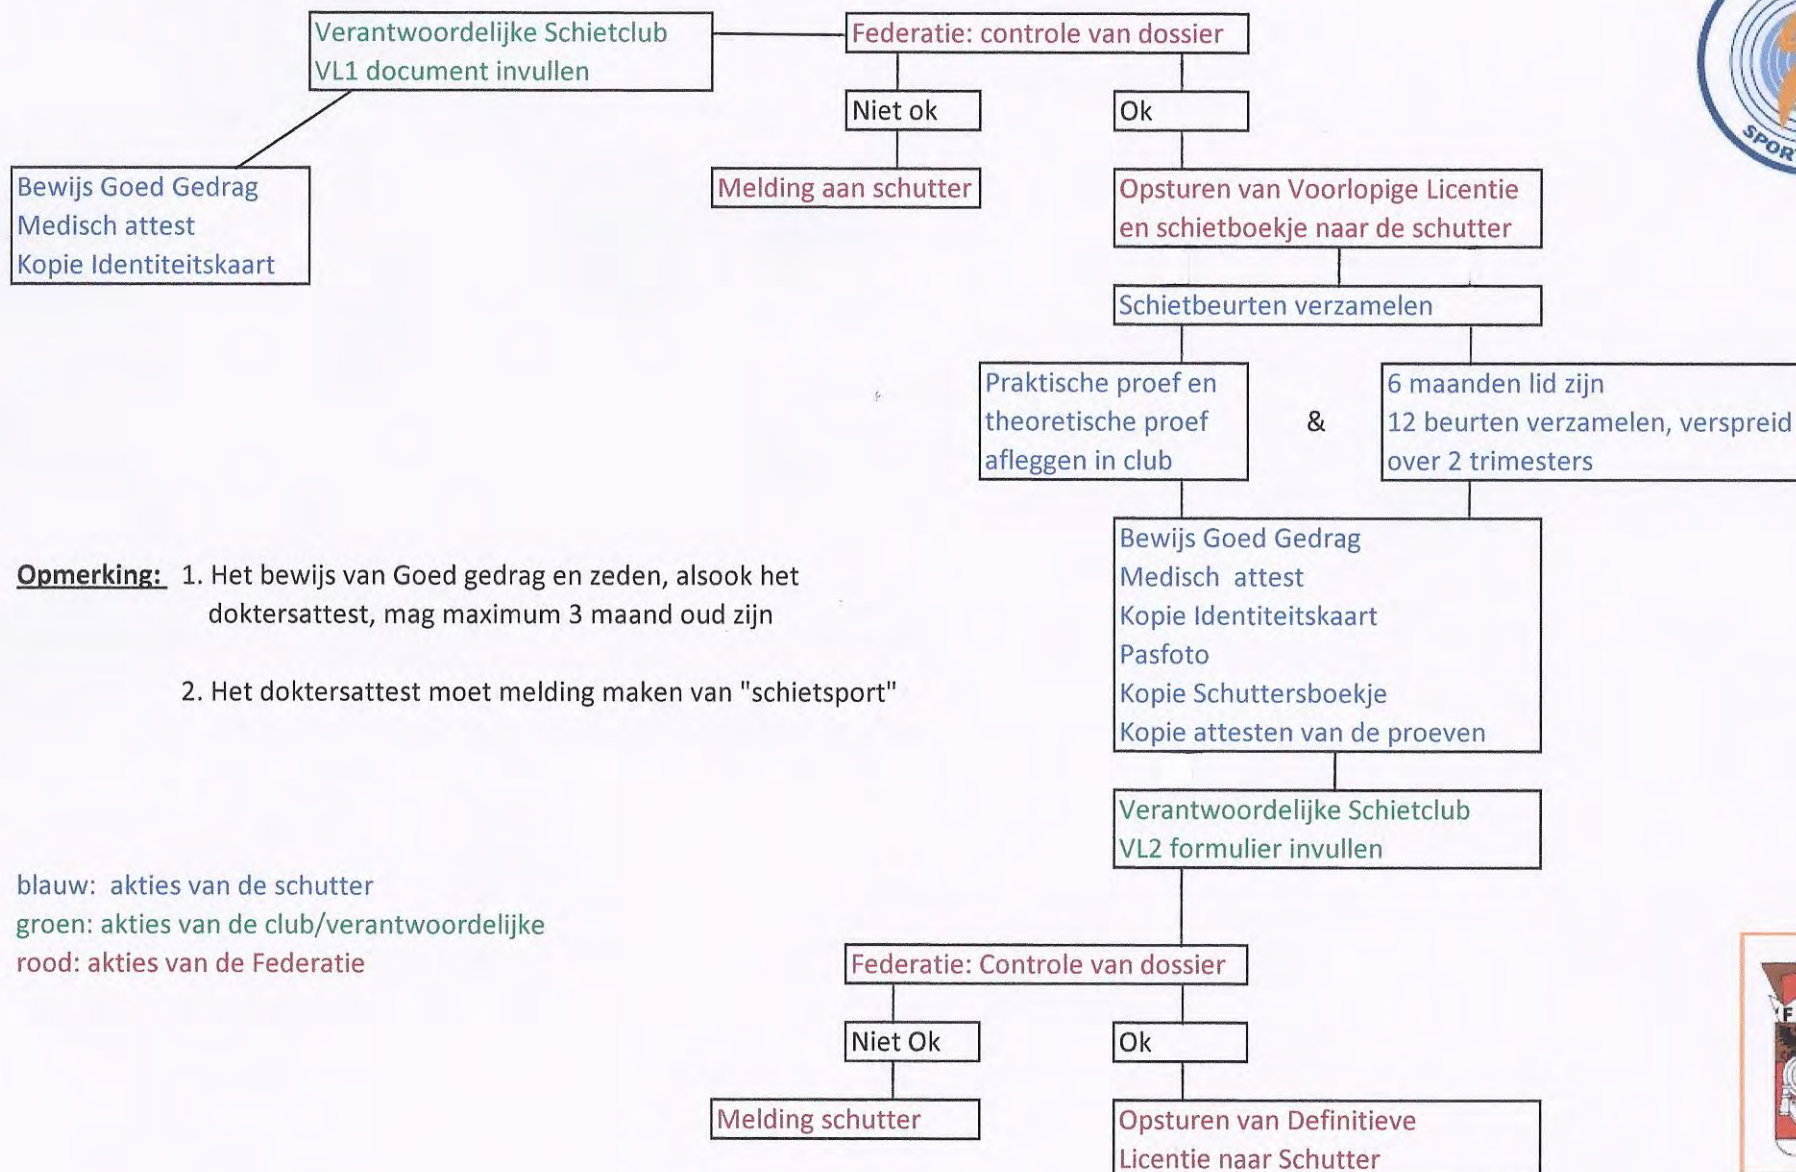 Verantwoordelijke Schietclub
VL1 document invullen
Federatie: controle van dossier
Niet ok
Ok
SPOR
Bewijs Goed Gedrag
Medisch attest
Kopie Identiteitskaart
Melding aan schutter
Opsturen van Voorlopige Licentie
en schietboekje naar de schutter
Schietbeurten verzamelen
Praktische proef en
theoretische proef
afleggen in club
&
6 maanden lid zijn
12 beurten verzamelen, verspreid
over 2 trimesters
Opmerking: 1. Het bewijs van Goed gedrag en zeden, alsook het
doktersattest, mag maximum 3 maand oud zijn
2. Het doktersattest moet melding maken van "schietsport"
Bewijs Goed Gedrag
Medisch attest
Kopie Identiteitskaart
Pasfoto
Kopie Schuttersboekje
Kopie attesten van de proeven
Verantwoordelijke Schietclub
VL2 formulier invullen
blauw: akties van de schutter
groen: akties van de club/verantwoordelijke
rood: akties van de Federatie
Federatie: Controle van dossier
Niet Ok
Ok
Melding schutter
Opsturen van Definitieve
Licentie naar Schutter
F